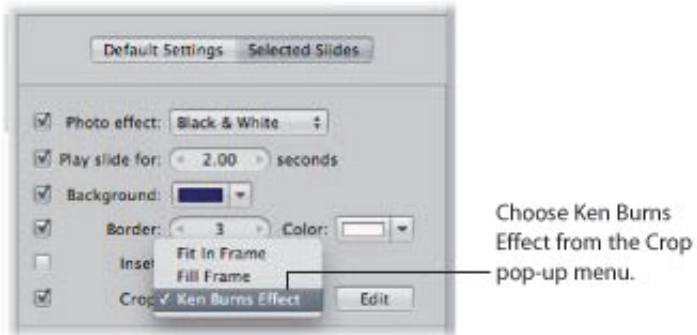 Default Settings Selected Slides
Photo effect: Black & White
Play slide for: 2.00 seconds
Background:
Border: 3 Color:
Fit In Frame
Inset
Fill Frame
Crop ✓ Ken Burns Effect Edit
Choose Ken Burns
Effect from the Crop
pop-up menu.